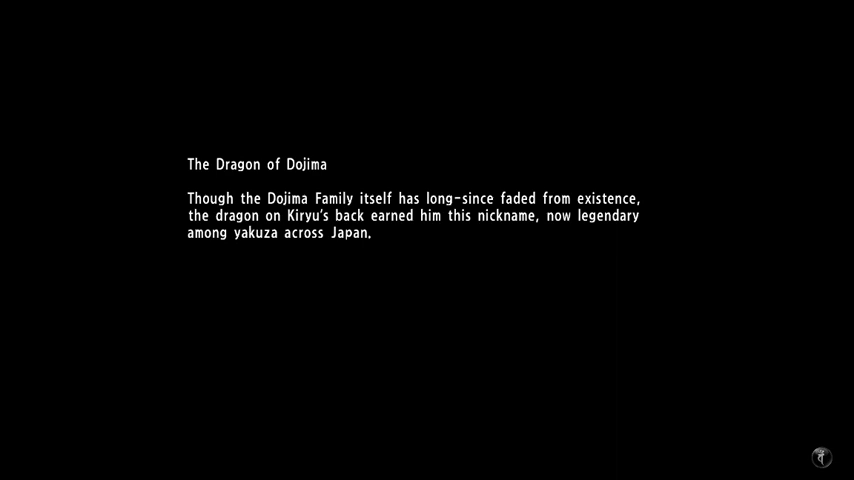 The Dragon of Dojima
Though the Dojima Family itself has long-since faded from existence,
the dragon on Kiryu's back earned him this nickname, now legendary
among yakuza across Japan.